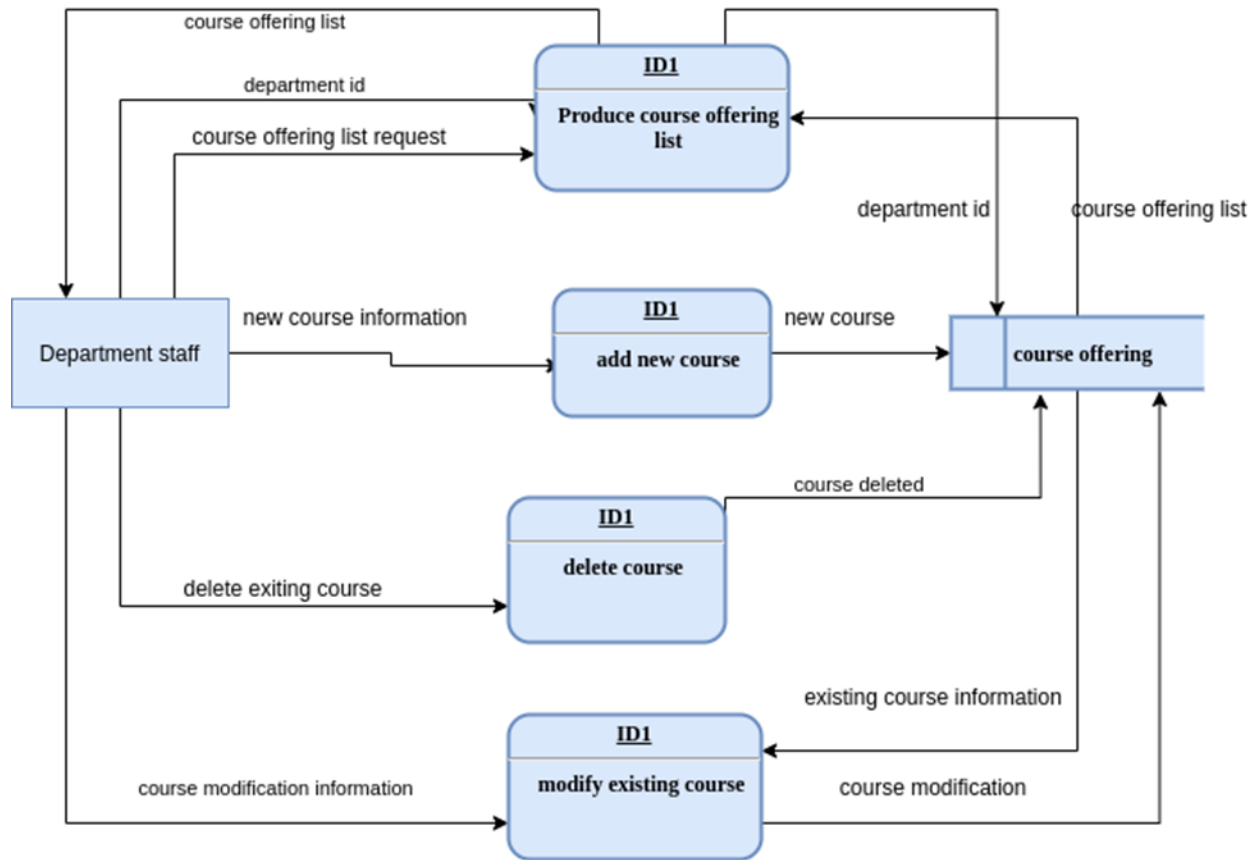 course offering list
department id
course offering list request
ID1
Produce course offering
list
department id
course offering list
Department staff
new course information
ID1
add new course
new course
course offering
course deleted
ID1
delete course
delete exiting course
existing course information
ID1
modify existing course
course modification information
course modification